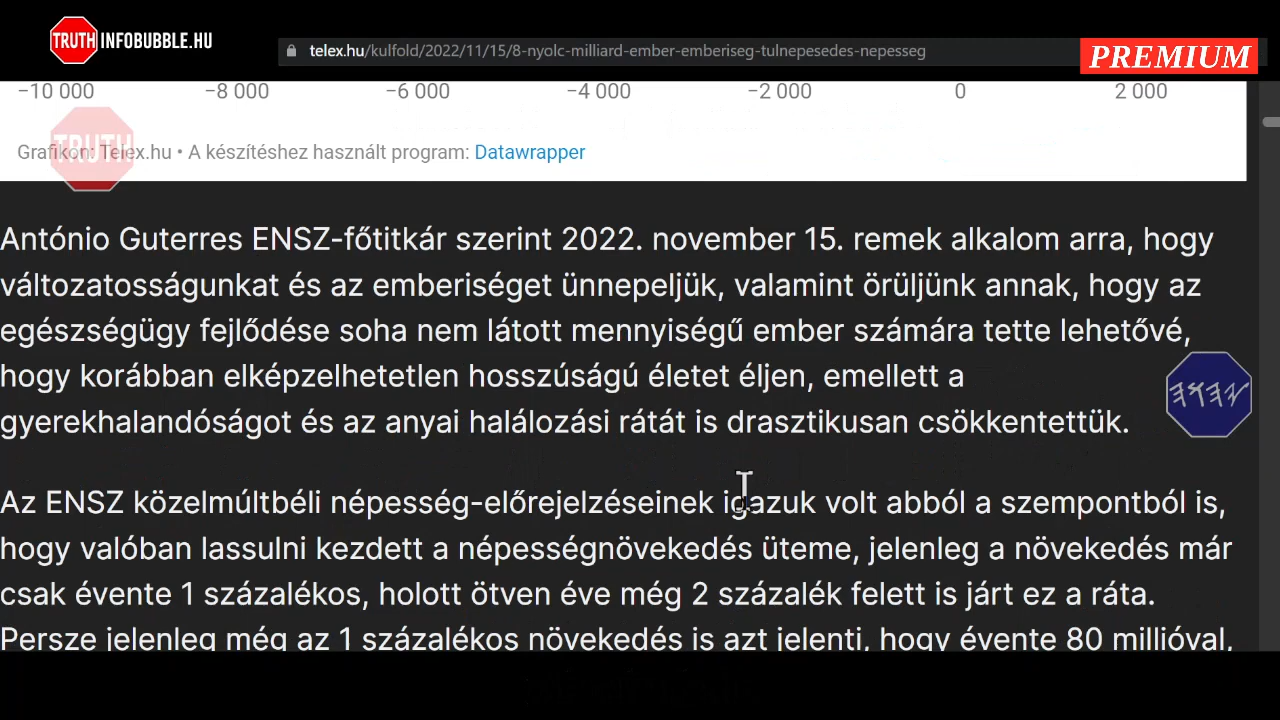 TRUTH INFOBUBBLE.HU
telex.hu/kulfold/2022/11/15/8-nyolc-milliard-ember-emberiseg-tulnepesedes-nepesseg
PREMIUM
−10 000 −8 000 −6 000 −4 000 −2 000 0 2 000
Grafikon: Telex.hu • A készítéshez használt program: Datawrapper
TRUTH
António Guterres ENSZ-főtitkár szerint 2022. november 15. remek alkalom arra, hogy
változatosságunkat és az emberiséget ünnepeljük, valamint örüljünk annak, hogy az
egészségügy fejlődése soha nem látott mennyiségű ember számára tette lehetővé,
hogy korábban elképzelhetetlen hosszúságú életet éljen, emellett a
gyerekhalandóságot és az anyai halálozási rátát is drasztikusan csökkentettük.
𐤉𐤄𐤅𐤄
Az ENSZ közelmúltbéli népesség-előrejelzéseinek igazuk volt abból a szempontból is,
hogy valóban lassulni kezdett a népességnövekedés üteme, jelenleg a növekedés már
csak évente 1 százalékos, holott ötven éve még 2 százalék felett is járt ez a ráta.
Persze jelenleg még az 1 százalékos növekedés is azt jelenti, hogy évente 80 millióval,